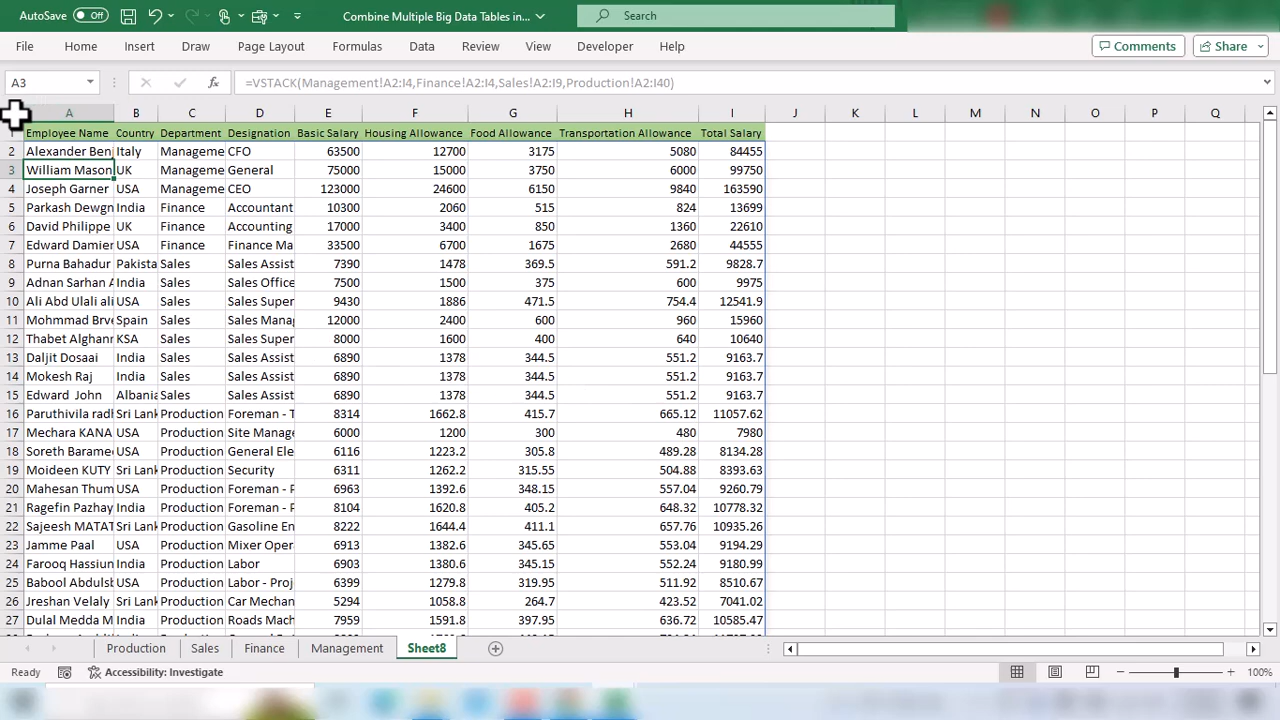 AutoSave Off Combine Multiple Big Data Tables in... Search
File Home Insert Draw Page Layout Formulas Data Review View Developer Help Comments Share
A3 fx =VSTACK(Management!A2:I4,Finance!A2:I4,Sales!A2:I9,Production!A2:I40)
A B C D E F G H I J K L M N O P Q
1 Employee Name Country Department Designation Basic Salary Housing Allowance Food Allowance Transportation Allowance Total Salary
2 Alexander Benj Italy Manageme CFO 63500 12700 3175 5080 84455
3 William Mason UK Manageme General 75000 15000 3750 6000 99750
4 Joseph Garner USA Manageme CEO 123000 24600 6150 9840 163590
5 Parkash Dewgn India Finance Accountant 10300 2060 515 824 13699
6 David Philippe UK Finance Accounting 17000 3400 850 1360 22610
7 Edward Damier USA Finance Finance Ma 33500 6700 1675 2680 44555
8 Purna Bahadur Pakista Sales Sales Assist 7390 1478 369.5 591.2 9828.7
9 Adnan Sarhan A India Sales Sales Office 7500 1500 375 600 9975
10 Ali Abd Ulali ali USA Sales Sales Super 9430 1886 471.5 754.4 12541.9
11 Mohmmad Brve Spain Sales Sales Manag 12000 2400 600 960 15960
12 Thabet Alghann KSA Sales Sales Super 8000 1600 400 640 10640
13 Daljit Dosaai India Sales Sales Assist 6890 1378 344.5 551.2 9163.7
14 Mokesh Raj India Sales Sales Assist 6890 1378 344.5 551.2 9163.7
15 Edward John Albania Sales Sales Assist 6890 1378 344.5 551.2 9163.7
16 Paruthivila radh Sri Lank Production Foreman - T 8314 1662.8 415.7 665.12 11057.62
17 Mechara KANA USA Production Site Manage 6000 1200 300 480 7980
18 Soreth Barame USA Production General Ele 6116 1223.2 305.8 489.28 8134.28
19 Moideen KUTY Sri Lank Production Security 6311 1262.2 315.55 504.88 8393.63
20 Mahesan Thum USA Production Foreman - P 6963 1392.6 348.15 557.04 9260.79
21 Ragefin Pazhay India Production Foreman - F 8104 1620.8 405.2 648.32 10778.32
22 Sajeesh MATAT Sri Lank Production Gasoline En 8222 1644.4 411.1 657.76 10935.26
23 Jamme Paal USA Production Mixer Oper 6913 1382.6 345.65 553.04 9194.29
24 Farooq Hassiun India Production Labor 6903 1380.6 345.15 552.24 9180.99
25 Babool Abdulsb USA Production Labor - Proj 6399 1279.8 319.95 511.92 8510.67
26 Jreshan Velaly Sri Lank Production Car Mechan 5294 1058.8 264.7 423.52 7041.02
27 Dulal Medda M India Production Roads Mach 7959 1591.8 397.95 636.72 10585.47
Production Sales Finance Management Sheet8
Ready Accessibility: Investigate 100%